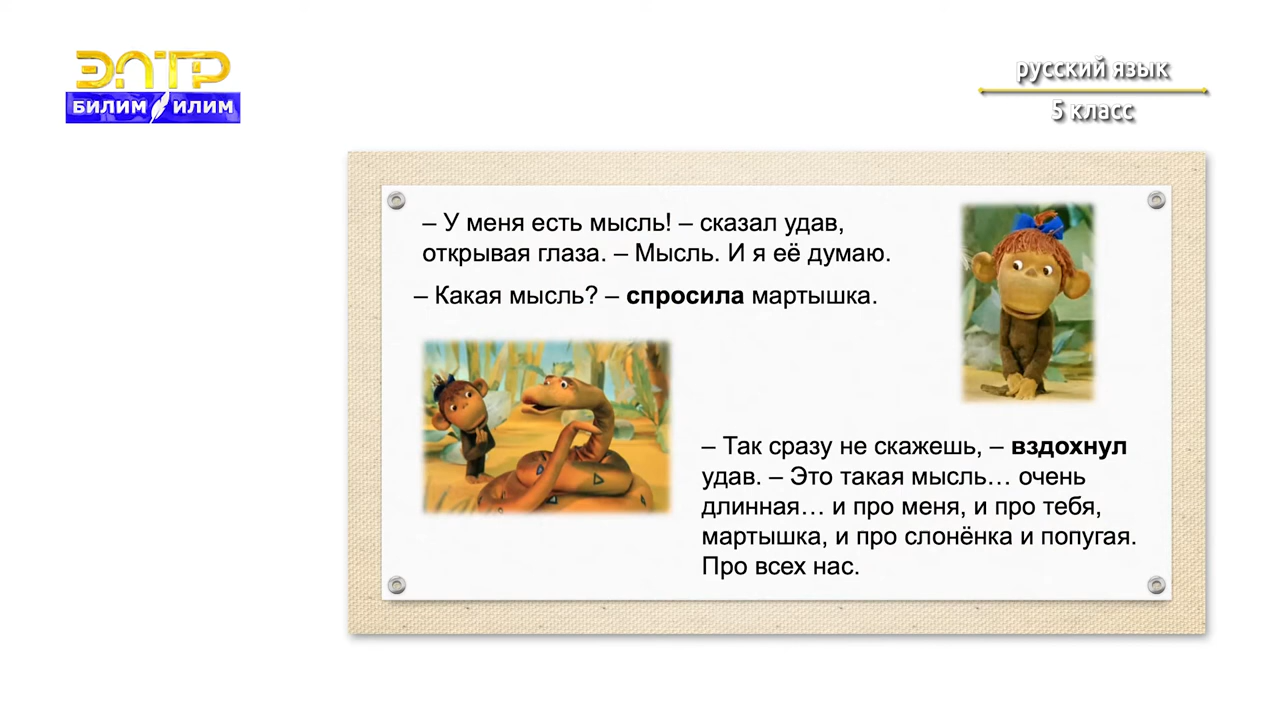 ЭЛТР
БИЛИМ ИЛИМ
русский язык
5 класс
– У меня есть мысль! – сказал удав,
открывая глаза. – Мысль. И я её думаю.
– Какая мысль? – спросила мартышка.
– Так сразу не скажешь, – вздохнул
удав. – Это такая мысль… очень
длинная… и про меня, и про тебя,
мартышка, и про слонёнка и попугая.
Про всех нас.